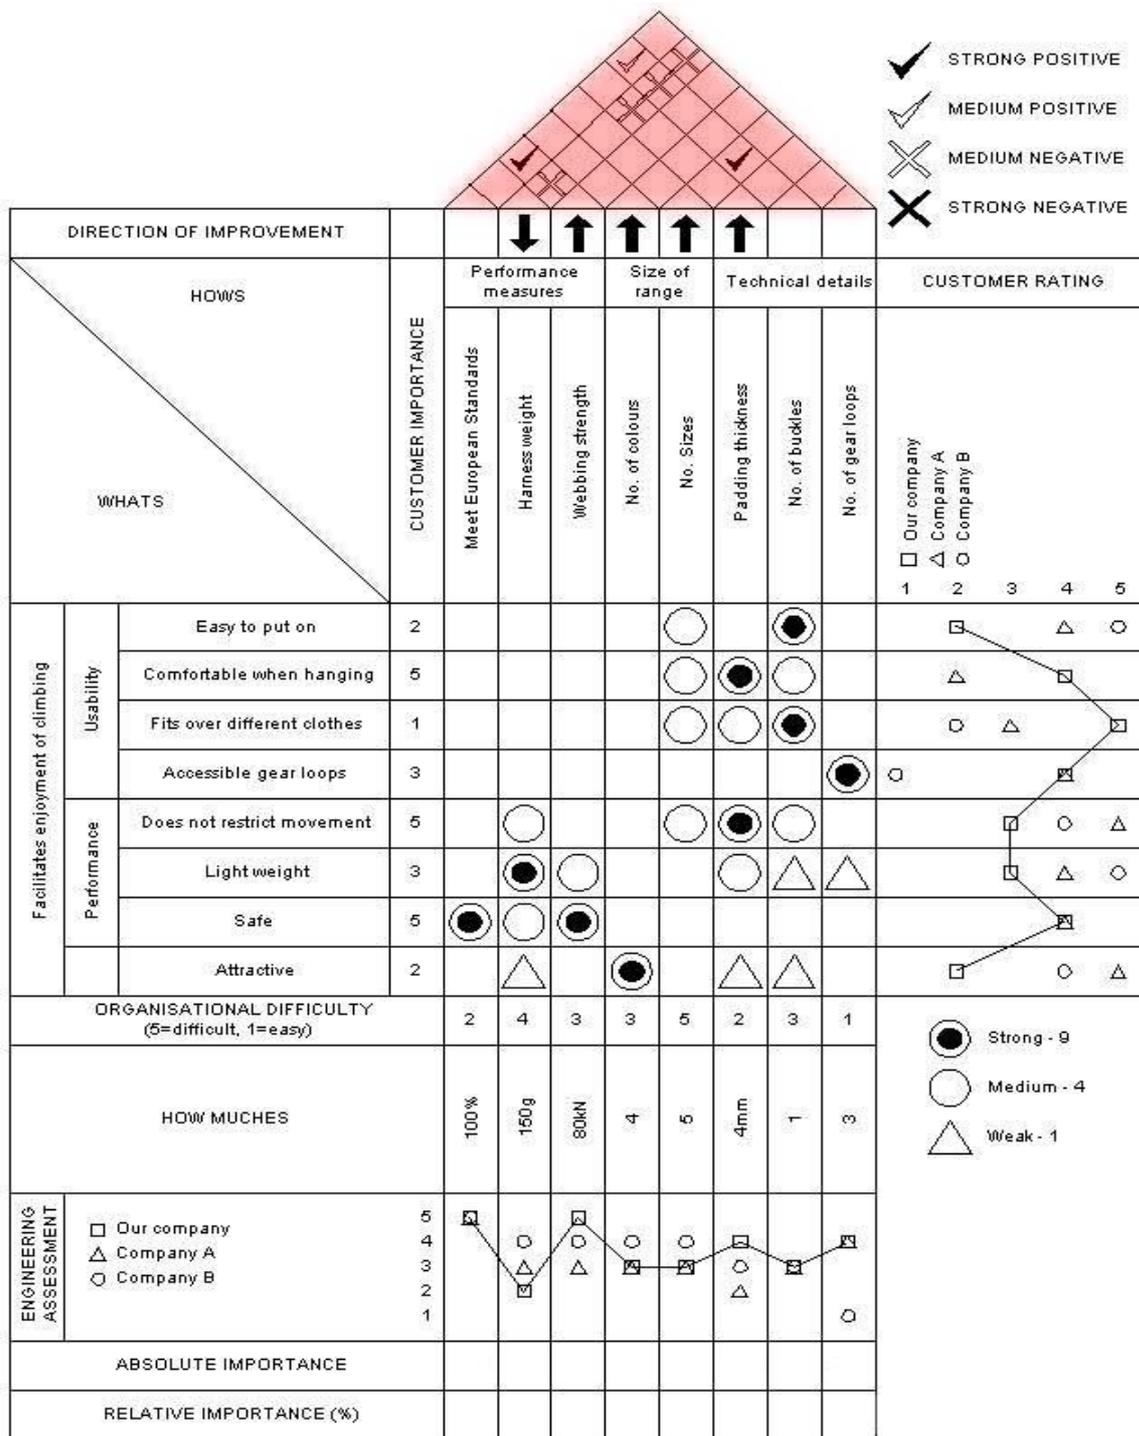 STRONG POSITIVE
MEDIUM POSITIVE
MEDIUM NEGATIVE
STRONG NEGATIVE
DIRECTION OF IMPROVEMENT
HOWS
WHATS
CUSTOMER IMPORTANCE
Performance
measures
Size of
range
Technical details
CUSTOMER RATING
Meet European Standards
Harness weight
Webbing strength
No. of colours
No. Sizes
Padding thickness
No. of buckles
No. of gear loops
Our company
Company A
Company B
1 2 3 4 5
Facilitates enjoyment of climbing
Usability
Easy to put on 2
Comfortable when hanging 5
Fits over different clothes 1
Accessible gear loops 3
Performance
Does not restrict movement 5
Light weight 3
Safe 5
Attractive 2
ORGANISATIONAL DIFFICULTY
(5=difficult, 1=easy)
2 4 3 3 5 2 3 1
Strong - 9
Medium - 4
Weak - 1
HOW MUCHES
100% 150g 80kN 4 5 4mm 1 3
ENGINEERING
ASSESSMENT
Our company
Company A
Company B
5
4
3
2
1
ABSOLUTE IMPORTANCE
RELATIVE IMPORTANCE (%)